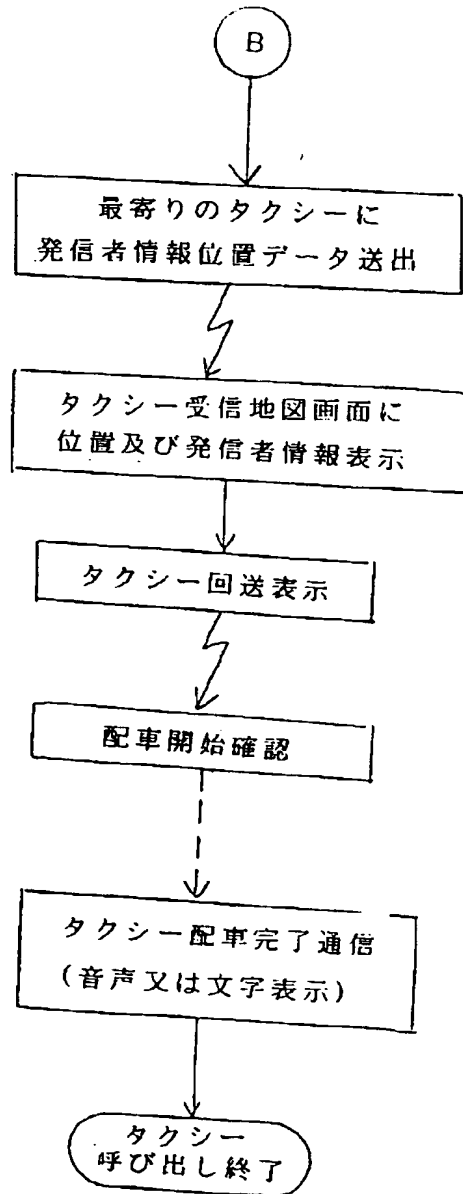 B
最寄りのタクシーに
発信者情報位置データ送出
タクシー受信地図画面に
位置及び発信者情報表示
タクシー回送表示
配車開始確認
タクシー配車完了通信
(音声又は文字表示)
タクシー
呼び出し終了